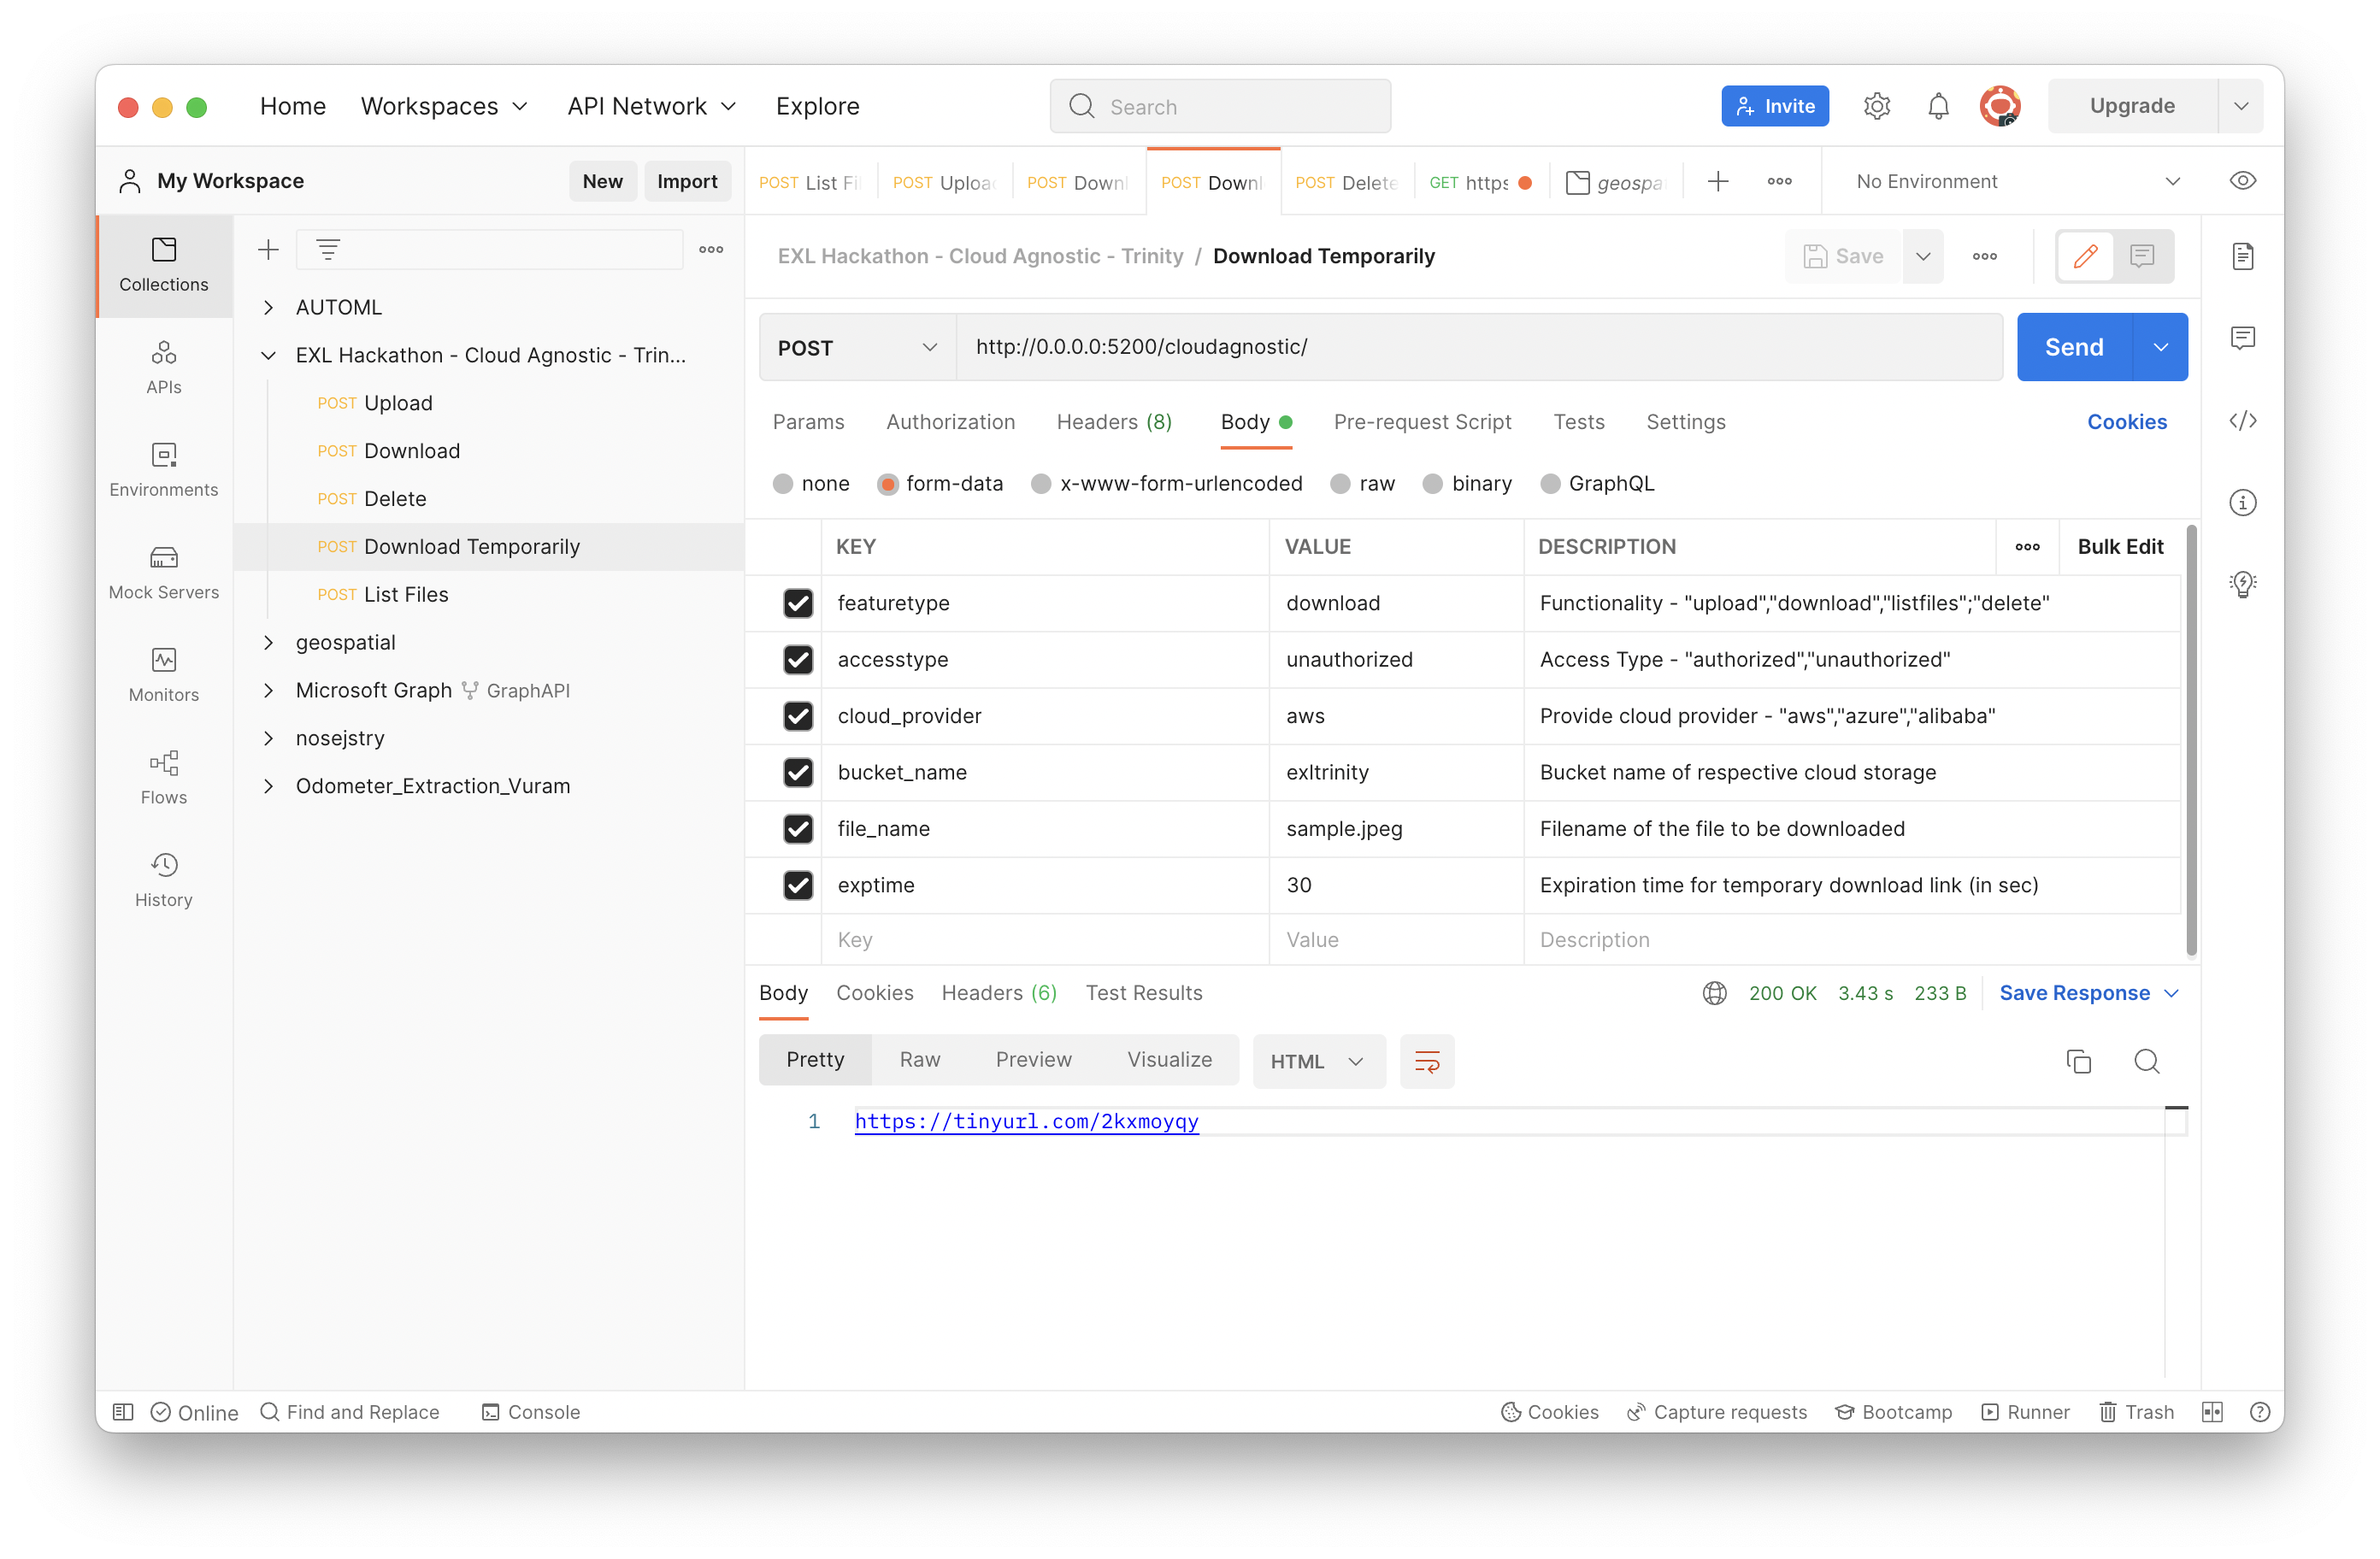 Home Workspaces API Network Explore Search Invite Upgrade
My Workspace New Import
POST List Fi POST Uploa POST Downl POST Downl POST Delete GET https geospa No Environment
Collections
APIs
Environments
Mock Servers
Monitors
Flows
History
AUTOML
EXL Hackathon - Cloud Agnostic - Trin...
POST Upload
POST Download
POST Delete
POST Download Temporarily
POST List Files
geospatial
Microsoft Graph GraphAPI
nosejstry
Odometer_Extraction_Vuram
EXL Hackathon - Cloud Agnostic - Trinity / Download Temporarily Save
POST http://0.0.0.0:5200/cloudagnostic/ Send
Params Authorization Headers (8) Body Pre-request Script Tests Settings Cookies
none form-data x-www-form-urlencoded raw binary GraphQL
KEY VALUE DESCRIPTION Bulk Edit
featuretype download Functionality - "upload","download","listfiles";"delete"
accesstype unauthorized Access Type - "authorized","unauthorized"
cloud_provider aws Provide cloud provider - "aws","azure","alibaba"
bucket_name exltrinity Bucket name of respective cloud storage
file_name sample.jpeg Filename of the file to be downloaded
exptime 30 Expiration time for temporary download link (in sec)
Key Value Description
Body Cookies Headers (6) Test Results 200 OK 3.43 s 233 B Save Response
Pretty Raw Preview Visualize HTML
1 https://tinyurl.com/2kxmoyqy
Online Find and Replace Console Cookies Capture requests Bootcamp Runner Trash